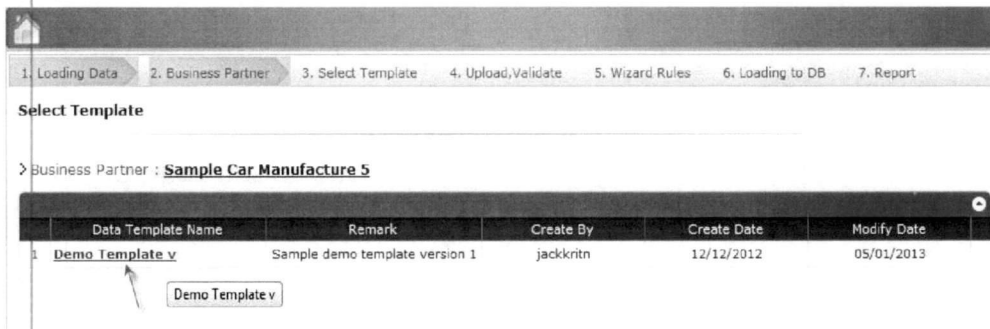 1. Loading Data 2. Business Partner 3. Select Template 4. Upload,Validate 5. Wizard Rules 6. Loading to DB 7. Report
Select Template
Business Partner : Sample Car Manufacture 5
Data Template Name Remark Create By Create Date Modify Date
1 Demo Template v Sample demo template version 1 jackkritn 12/12/2012 05/01/2013
Demo Template v